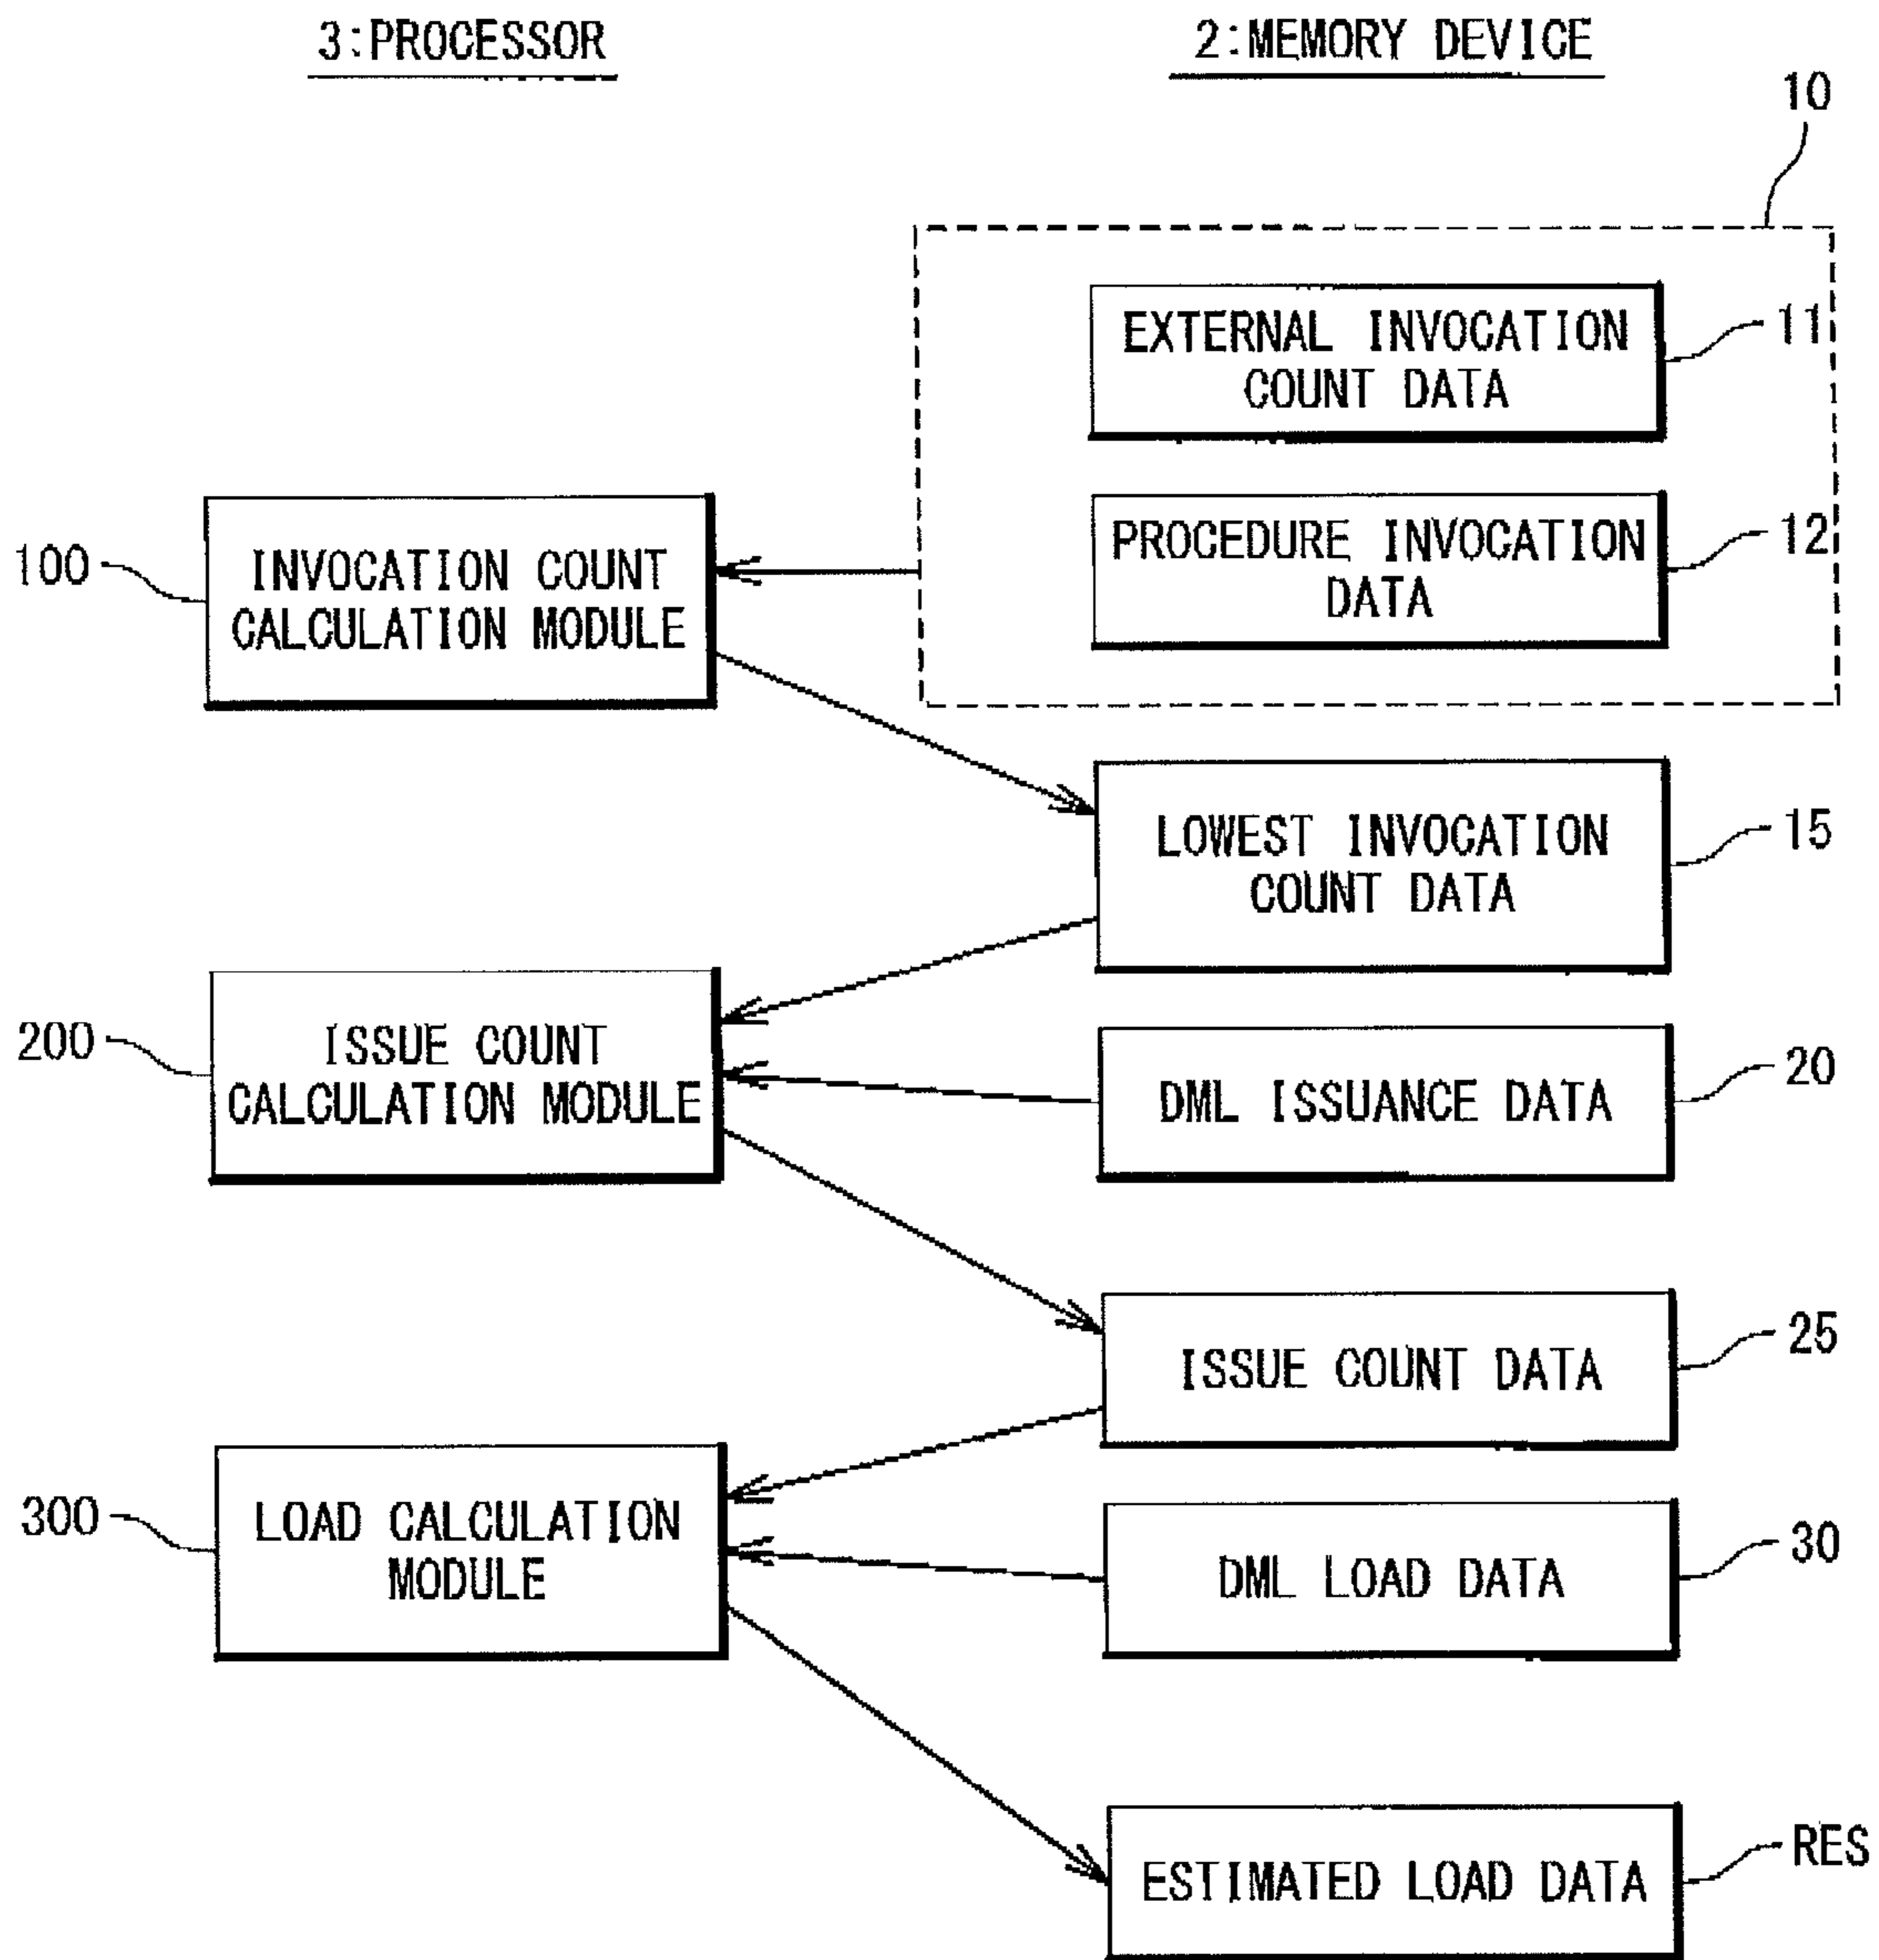 3:PROCESSOR
2:MEMORY DEVICE
10
EXTERNAL INVOCATION
COUNT DATA
11
PROCEDURE INVOCATION
DATA
12
100
INVOCATION COUNT
CALCULATION MODULE
LOWEST INVOCATION
COUNT DATA
15
200
ISSUE COUNT
CALCULATION MODULE
DML ISSUANCE DATA
20
ISSUE COUNT DATA
25
300
LOAD CALCULATION
MODULE
DML LOAD DATA
30
ESTIMATED LOAD DATA
RES